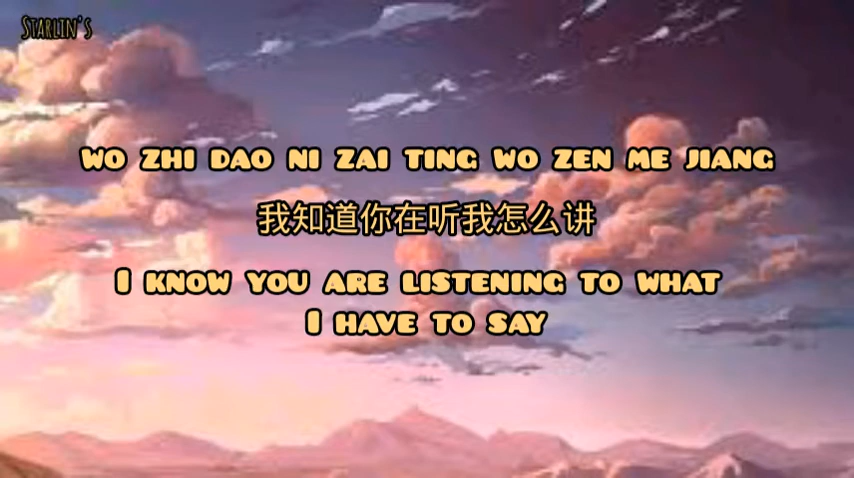 Starlin's
wo zhi dao ni zai ting wo zen me jiang
我知道你在听我怎么讲
I know you are listening to what
I have to say